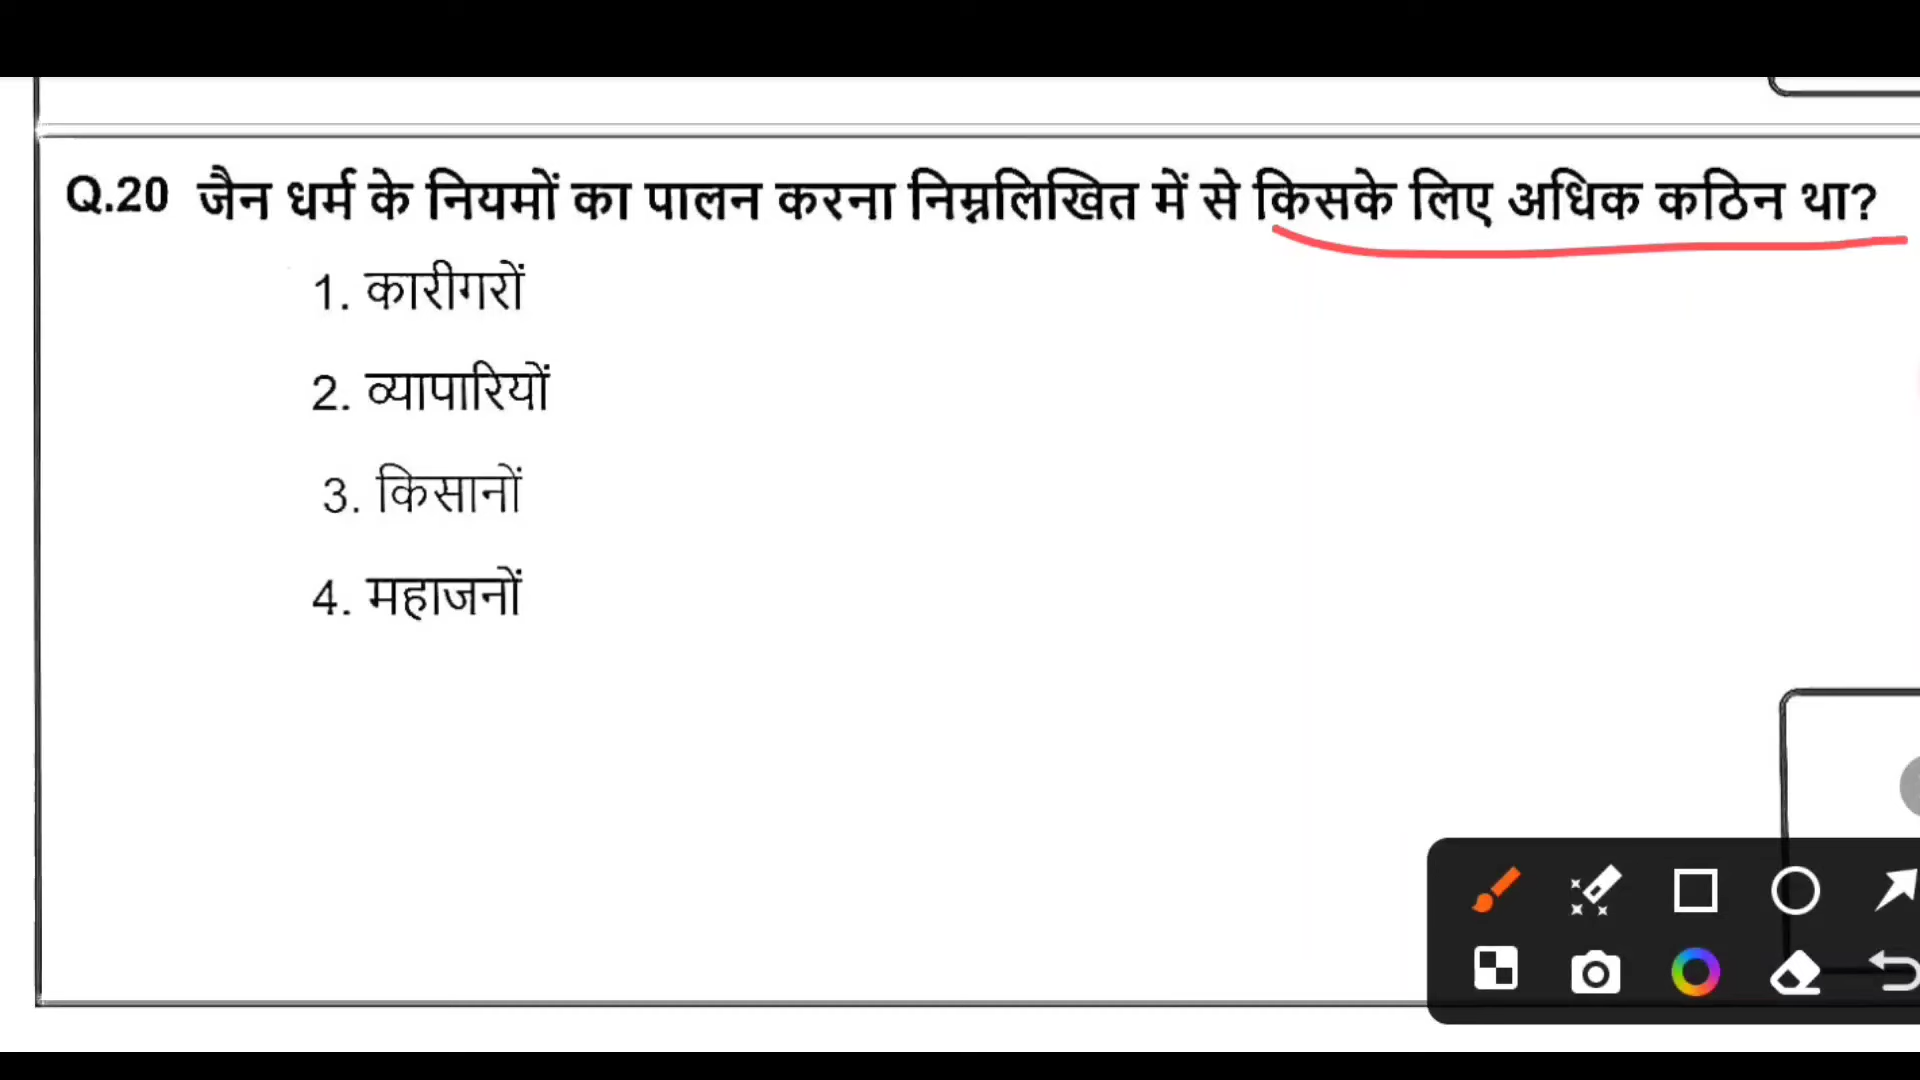 Q.20 जैन धर्म के नियमों का पालन करना निम्नलिखित में से किसके लिए अधिक कठिन था?
1. कारीगरों
2. व्यापारियों
3. किसानों
4. महाजनों